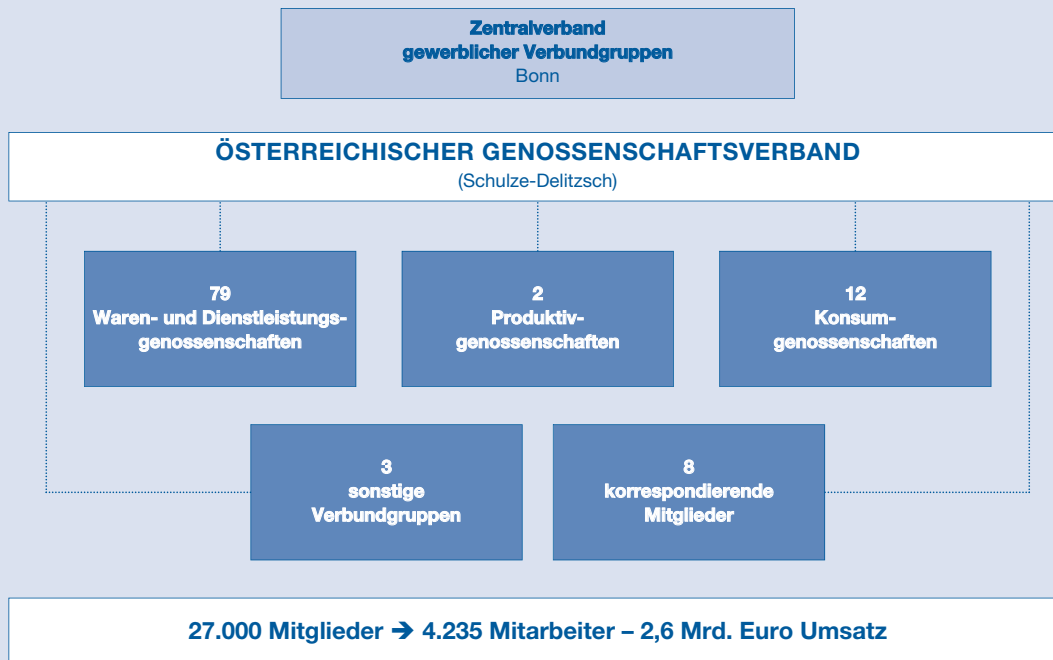 Zentralverband
gewerblicher Verbundgruppen
Bonn
ÖSTERREICHISCHER GENOSSENSCHAFTSVERBAND
(Schulze-Delitzsch)
79
Waren- und Dienstleistungs-
genossenschaften
2
Produktiv-
genossenschaften
12
Konsum-
genossenschaften
3
sonstige
Verbundgruppen
8
korrespondierende
Mitglieder
27.000 Mitglieder ➔ 4.235 Mitarbeiter – 2,6 Mrd. Euro Umsatz